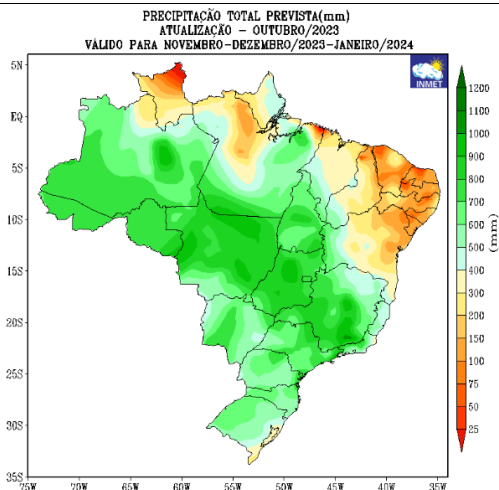 PRECIPITAÇÃO TOTAL PREVISTA(mm)
ATUALIZAÇÃO - OUTUBRO/2023
VÁLIDO PARA NOVEMBRO-DEZEMBRO/2023-JANEIRO/2024
INMET
5N
EQ
5S
10S
15S
20S
25S
30S
35S
75W
70W
65W
60W
55W
50W
45W
40W
35W
1200
1100
1000
900
800
700
600
500
400
300
200
150
100
75
50
25
(mm)